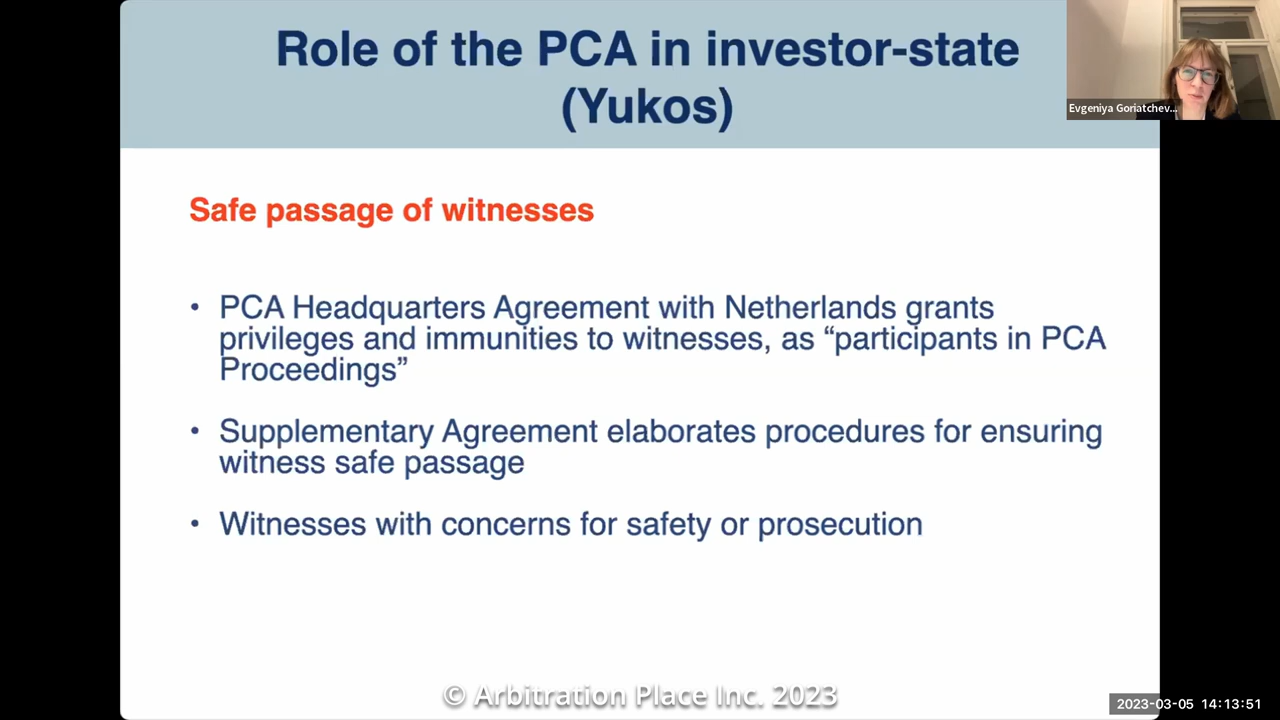 Role of the PCA in investor-state
(Yukos)
Evgeniya Goriatchev...
Safe passage of witnesses
• PCA Headquarters Agreement with Netherlands grants
privileges and immunities to witnesses, as “participants in PCA
Proceedings”
• Supplementary Agreement elaborates procedures for ensuring
witness safe passage
• Witnesses with concerns for safety or prosecution
© Arbitration Place Inc. 2023
2023-03-05 14:13:51